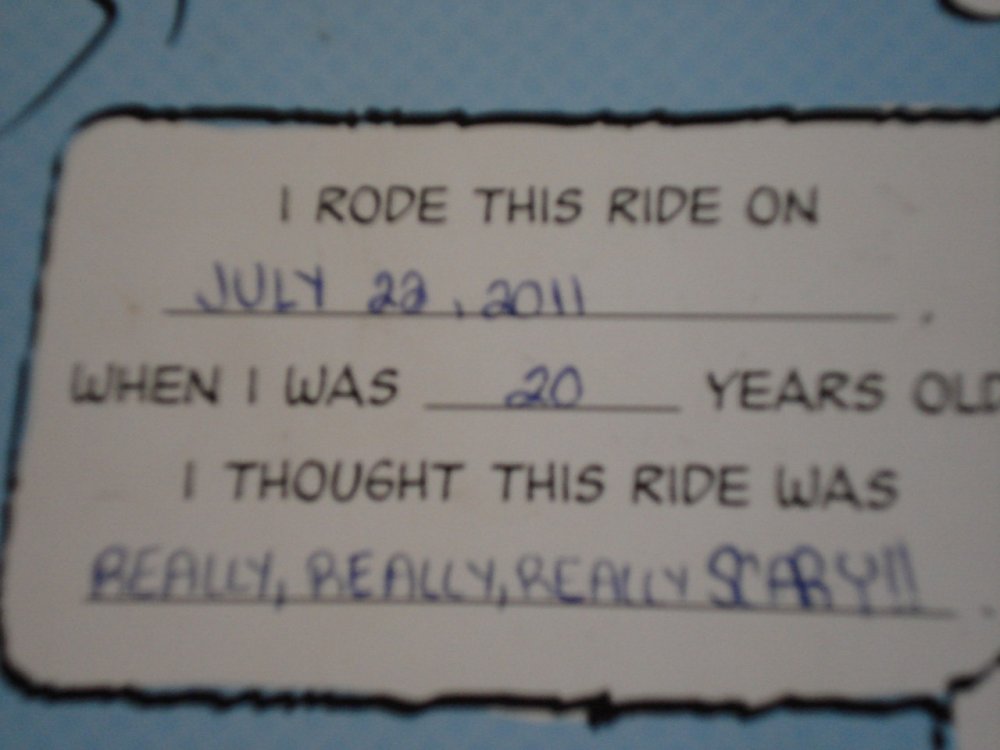 I RODE THIS RIDE ON
JULY 22, 2011.
WHEN I WAS 20 YEARS OLD
I THOUGHT THIS RIDE WAS
REALLY, REALLY, REALLY SCARY!!.